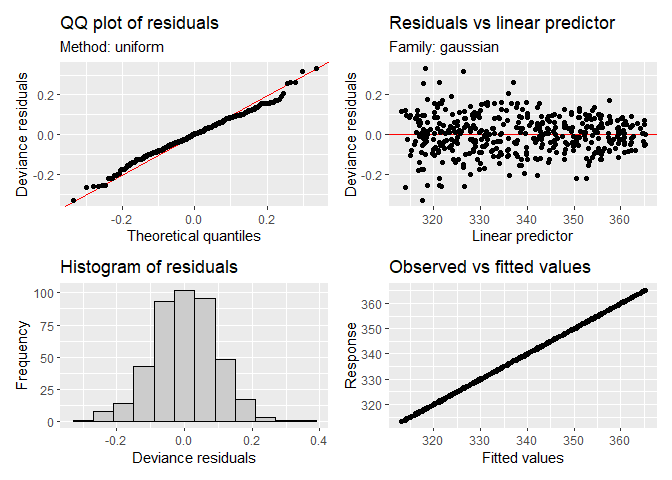 QQ plot of residuals
Method: uniform
Deviance residuals
0.2
0.0
-0.2
-0.2 0.0 0.2
Theoretical quantiles
Residuals vs linear predictor
Family: gaussian
Deviance residuals
0.2
0.0
-0.2
320 330 340 350 360
Linear predictor
Histogram of residuals
Frequency
100
75
50
25
0
-0.2 0.0 0.2 0.4
Deviance residuals
Observed vs fitted values
Response
360
350
340
330
320
320 330 340 350 360
Fitted values